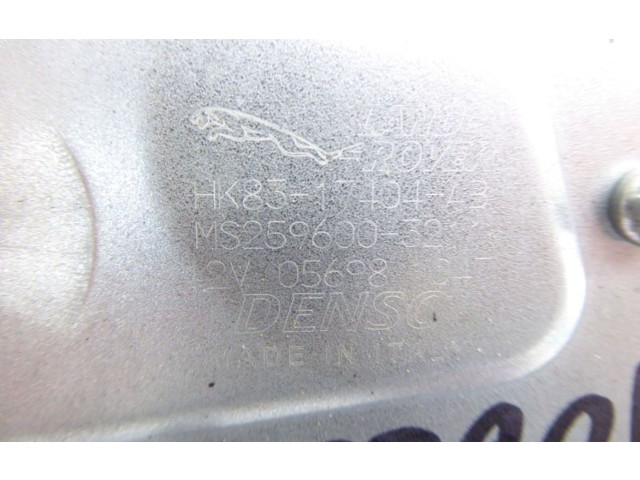 LAND
ROVER
HK83-17404-AB
MS259600-32
12V 05698
DENSO
MADE IN ITALY